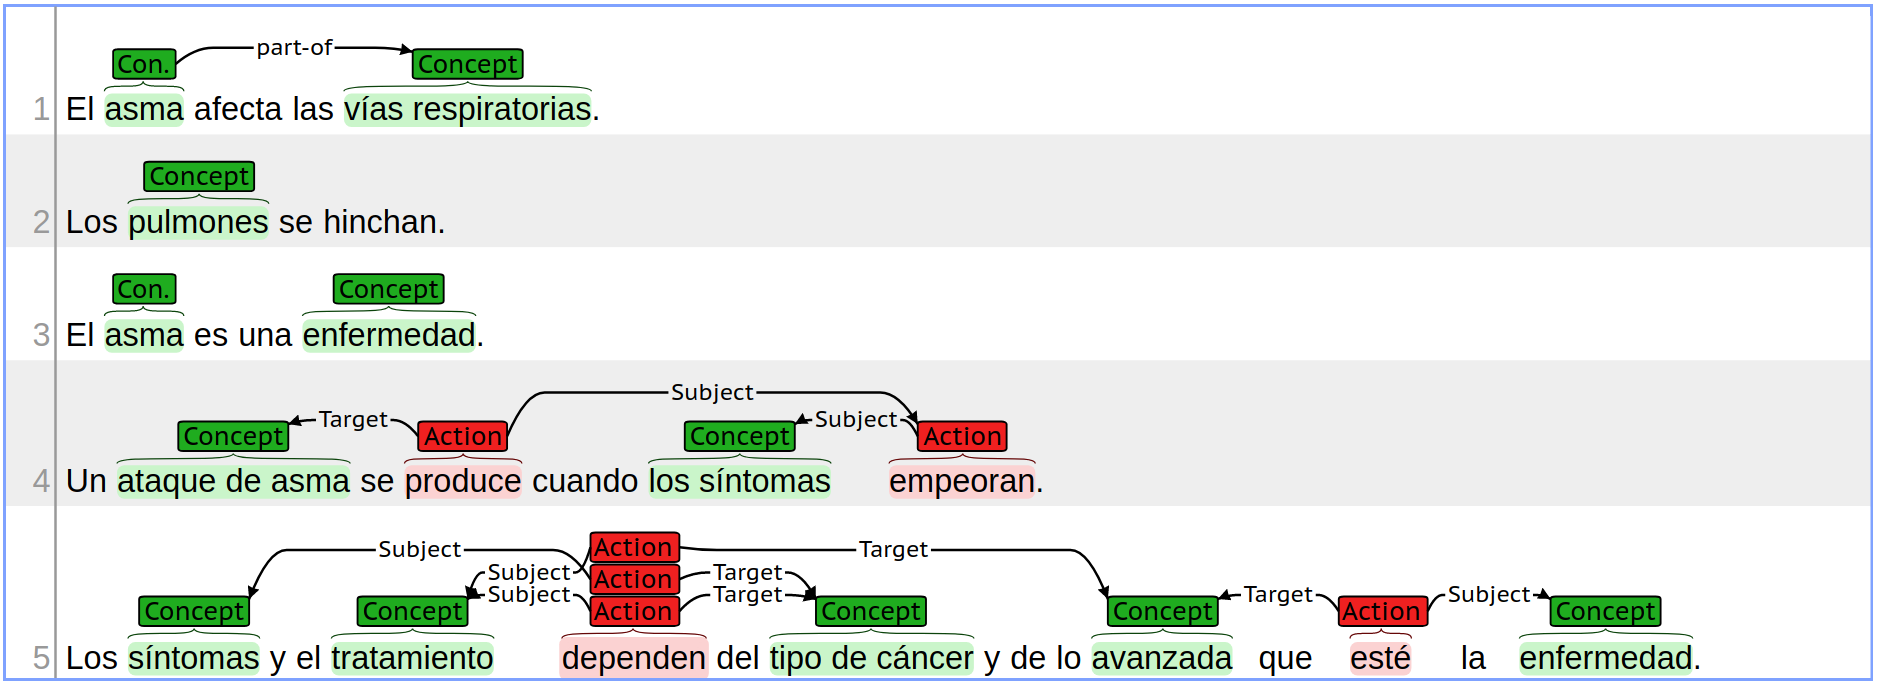 part-of
Con. Concept
1 El asma afecta las vías respiratorias.
Concept
2 Los pulmones se hinchan.
Con. Concept
3 El asma es una enfermedad.
Subject
Target Subject
Concept Action Concept Action
4 Un ataque de asma se produce cuando los síntomas empeoran.
Subject Action Target
Subject Action Target
Subject Target Target Subject
Concept Concept Action Concept Concept Action Concept
5 Los síntomas y el tratamiento dependen del tipo de cáncer y de lo avanzada que esté la enfermedad.